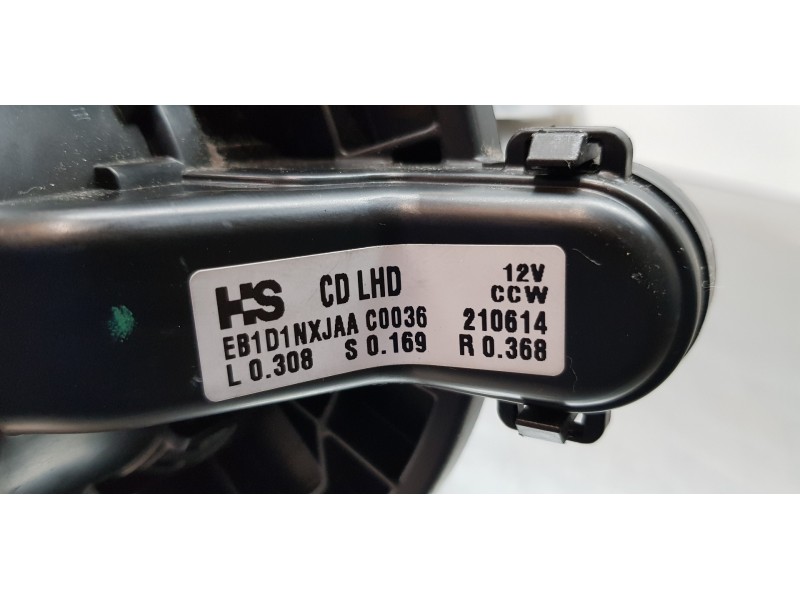 HS CD LHD 12V
CCW
EB1D1NXJAA C0036 210614
L 0.308 S 0.169 R 0.368